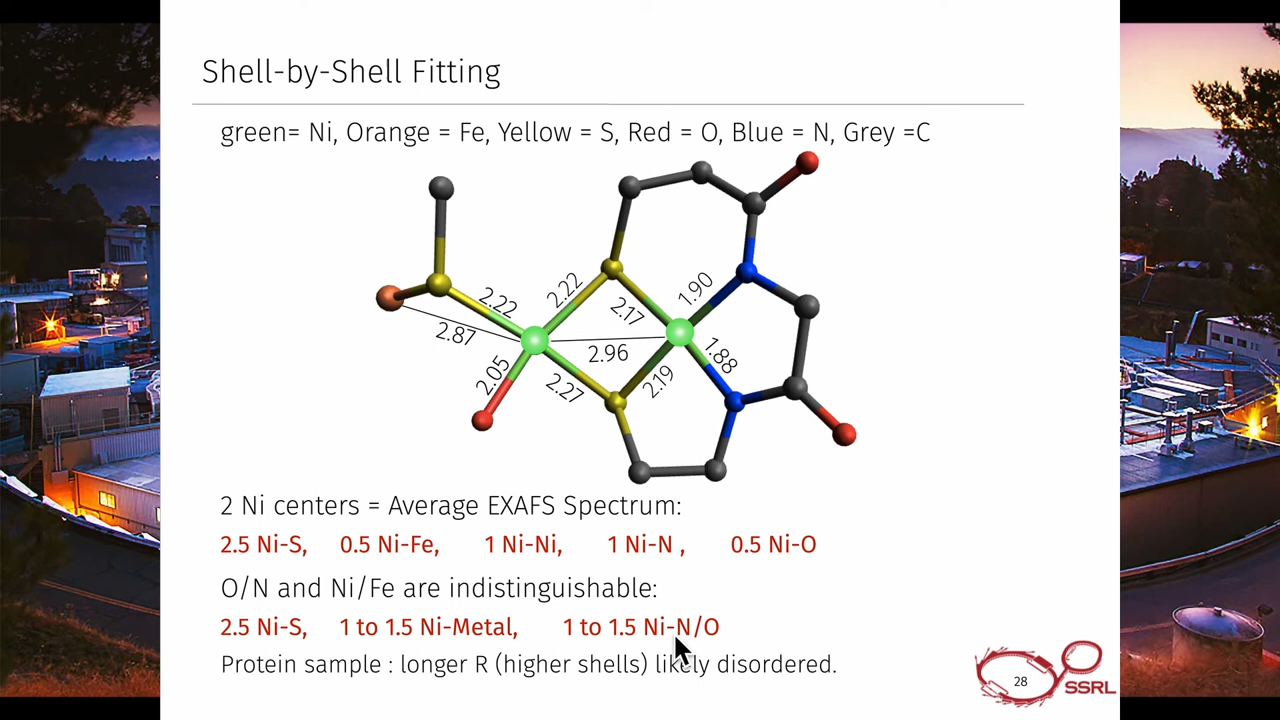 Shell-by-Shell Fitting
green= Ni, Orange = Fe, Yellow = S, Red = O, Blue = N, Grey =C
2.22
2.87
2.05
2.22
2.17
2.96
2.27
2.19
1.90
1.88
2 Ni centers = Average EXAFS Spectrum:
2.5 Ni-S, 0.5 Ni-Fe, 1 Ni-Ni, 1 Ni-N , 0.5 Ni-O
O/N and Ni/Fe are indistinguishable:
2.5 Ni-S, 1 to 1.5 Ni-Metal, 1 to 1.5 Ni-N/O
Protein sample : longer R (higher shells) likely disordered.
28
SSRL